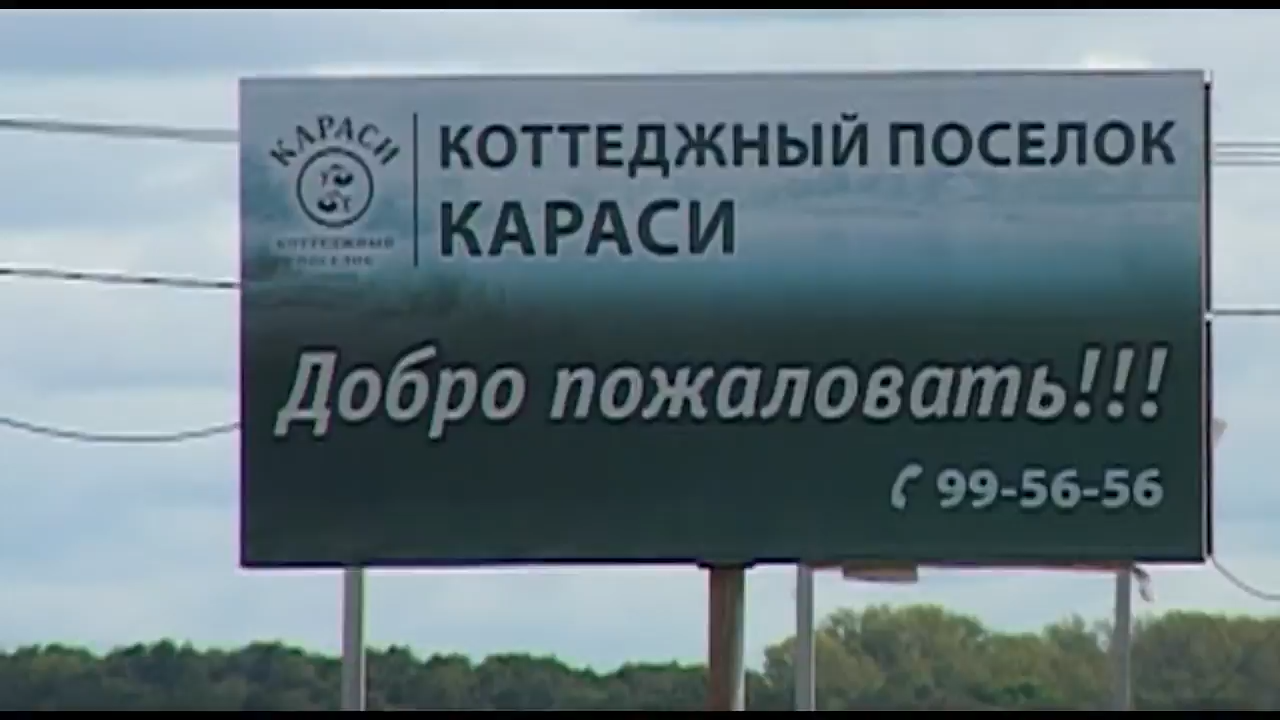 КАРАСИ
КОТТЕДЖНЫЙ
ПОСЕЛОК
КОТТЕДЖНЫЙ ПОСЕЛОК
КАРАСИ
Добро пожаловать!!!
99-56-56